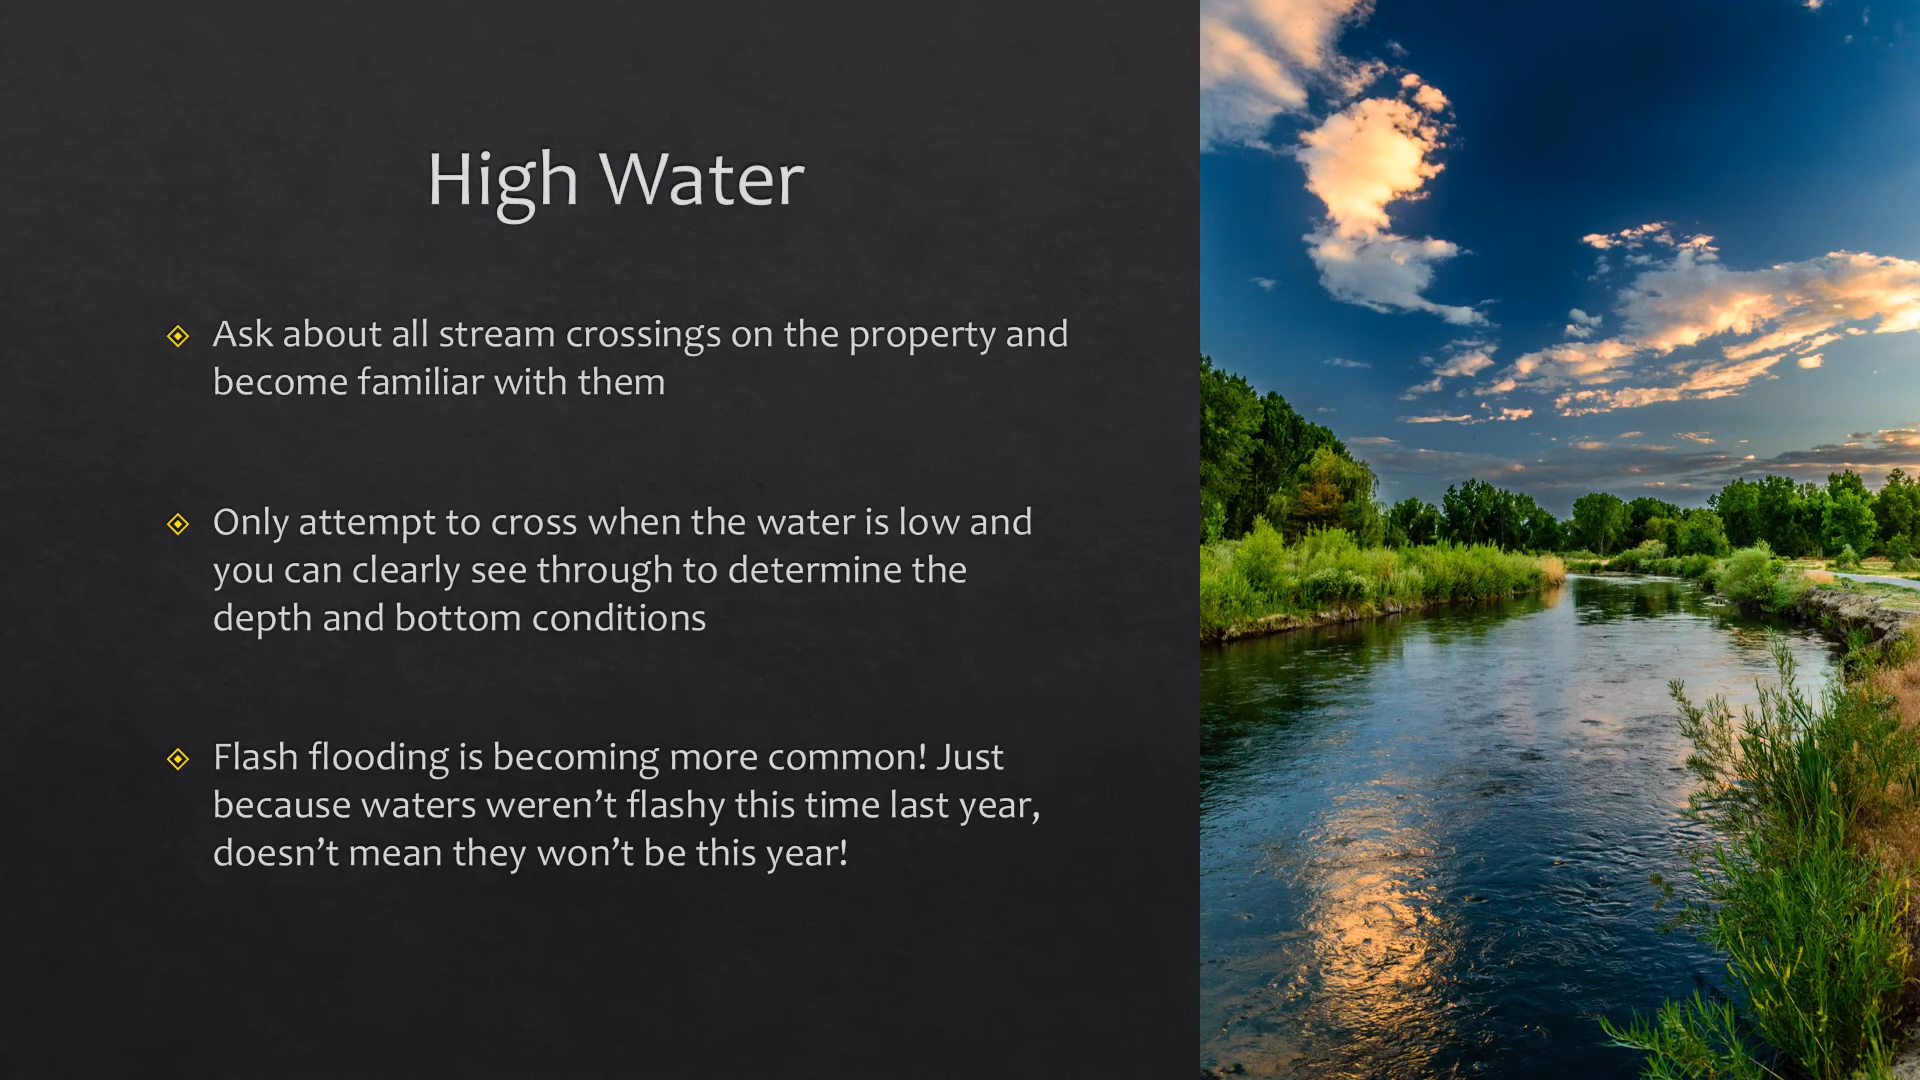 High Water
Ask about all stream crossings on the property and
become familiar with them
Only attempt to cross when the water is low and
you can clearly see through to determine the
depth and bottom conditions
Flash flooding is becoming more common! Just
because waters weren’t flashy this time last year,
doesn’t mean they won’t be this year!